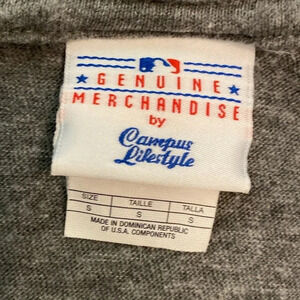 GENUINE
MERCHANDISE
by
Campus
Lifestyle
SIZE TAILLE TALLA
S S S
MADE IN DOMINICAN REPUBLIC
OF U.S.A. COMPONENTS